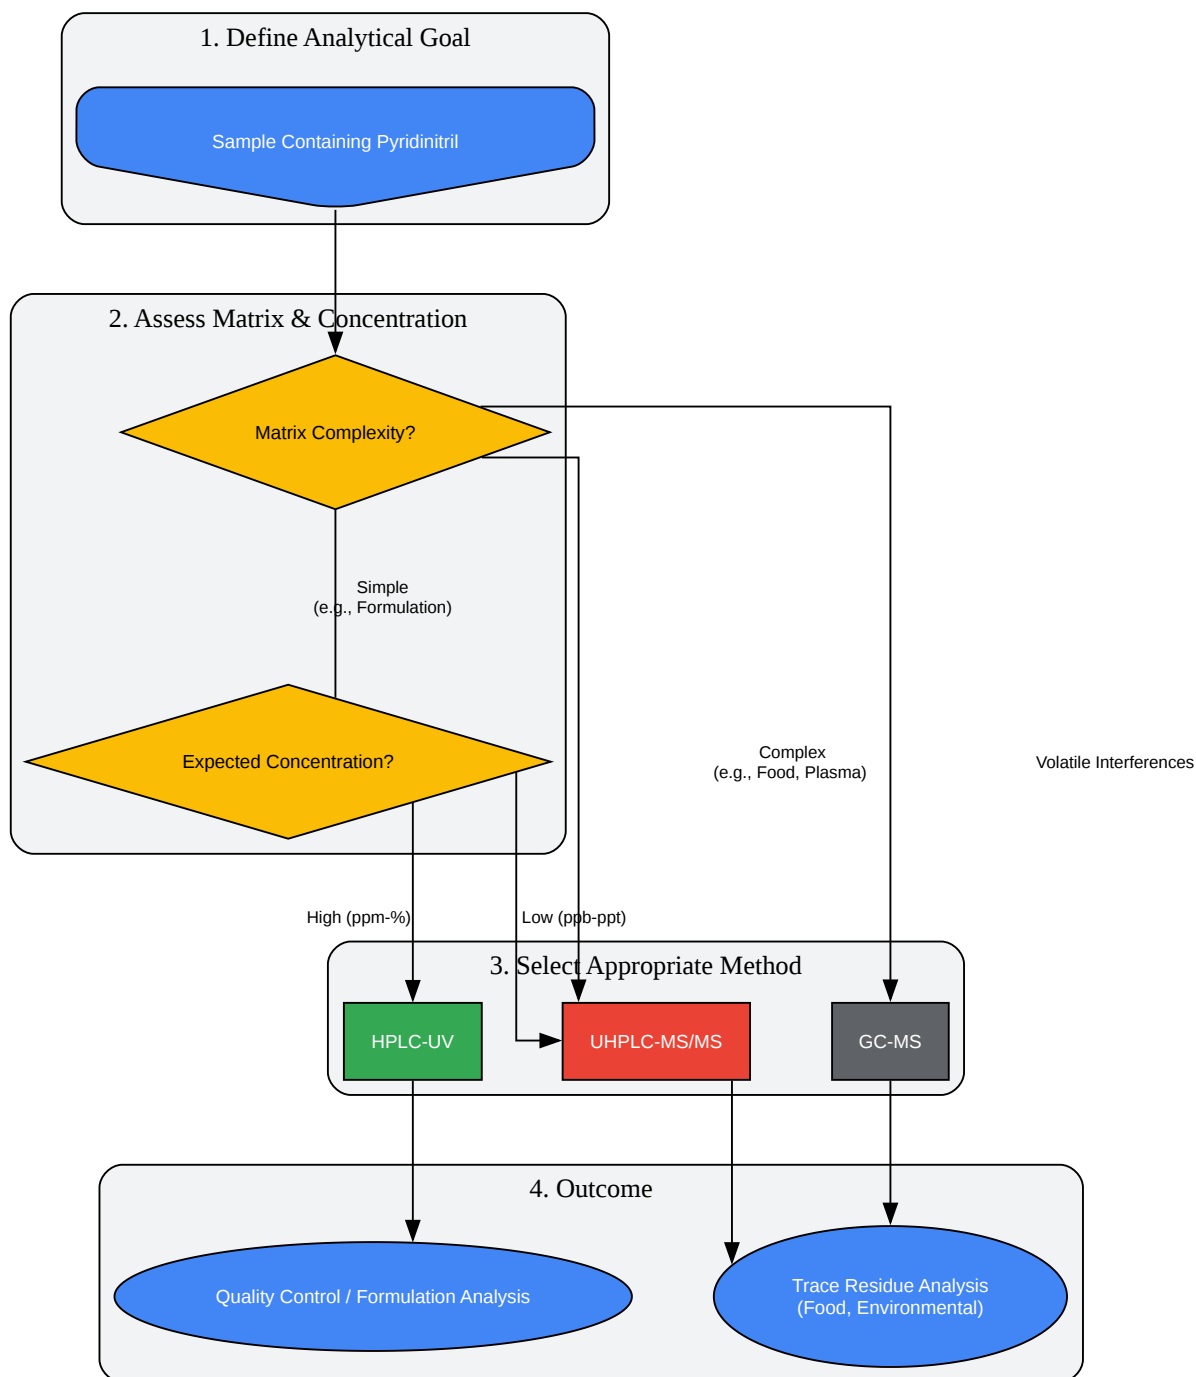 1. Define Analytical Goal
Sample Containing Pyridinitril
2. Assess Matrix & Concentration
Matrix Complexity?
Simple
(e.g., Formulation)
Expected Concentration?
Complex
(e.g., Food, Plasma)
Volatile Interferences
High (ppm-%)
Low (ppb-ppt)
3. Select Appropriate Method
HPLC-UV
UHPLC-MS/MS
GC-MS
4. Outcome
Quality Control / Formulation Analysis
Trace Residue Analysis
(Food, Environmental)